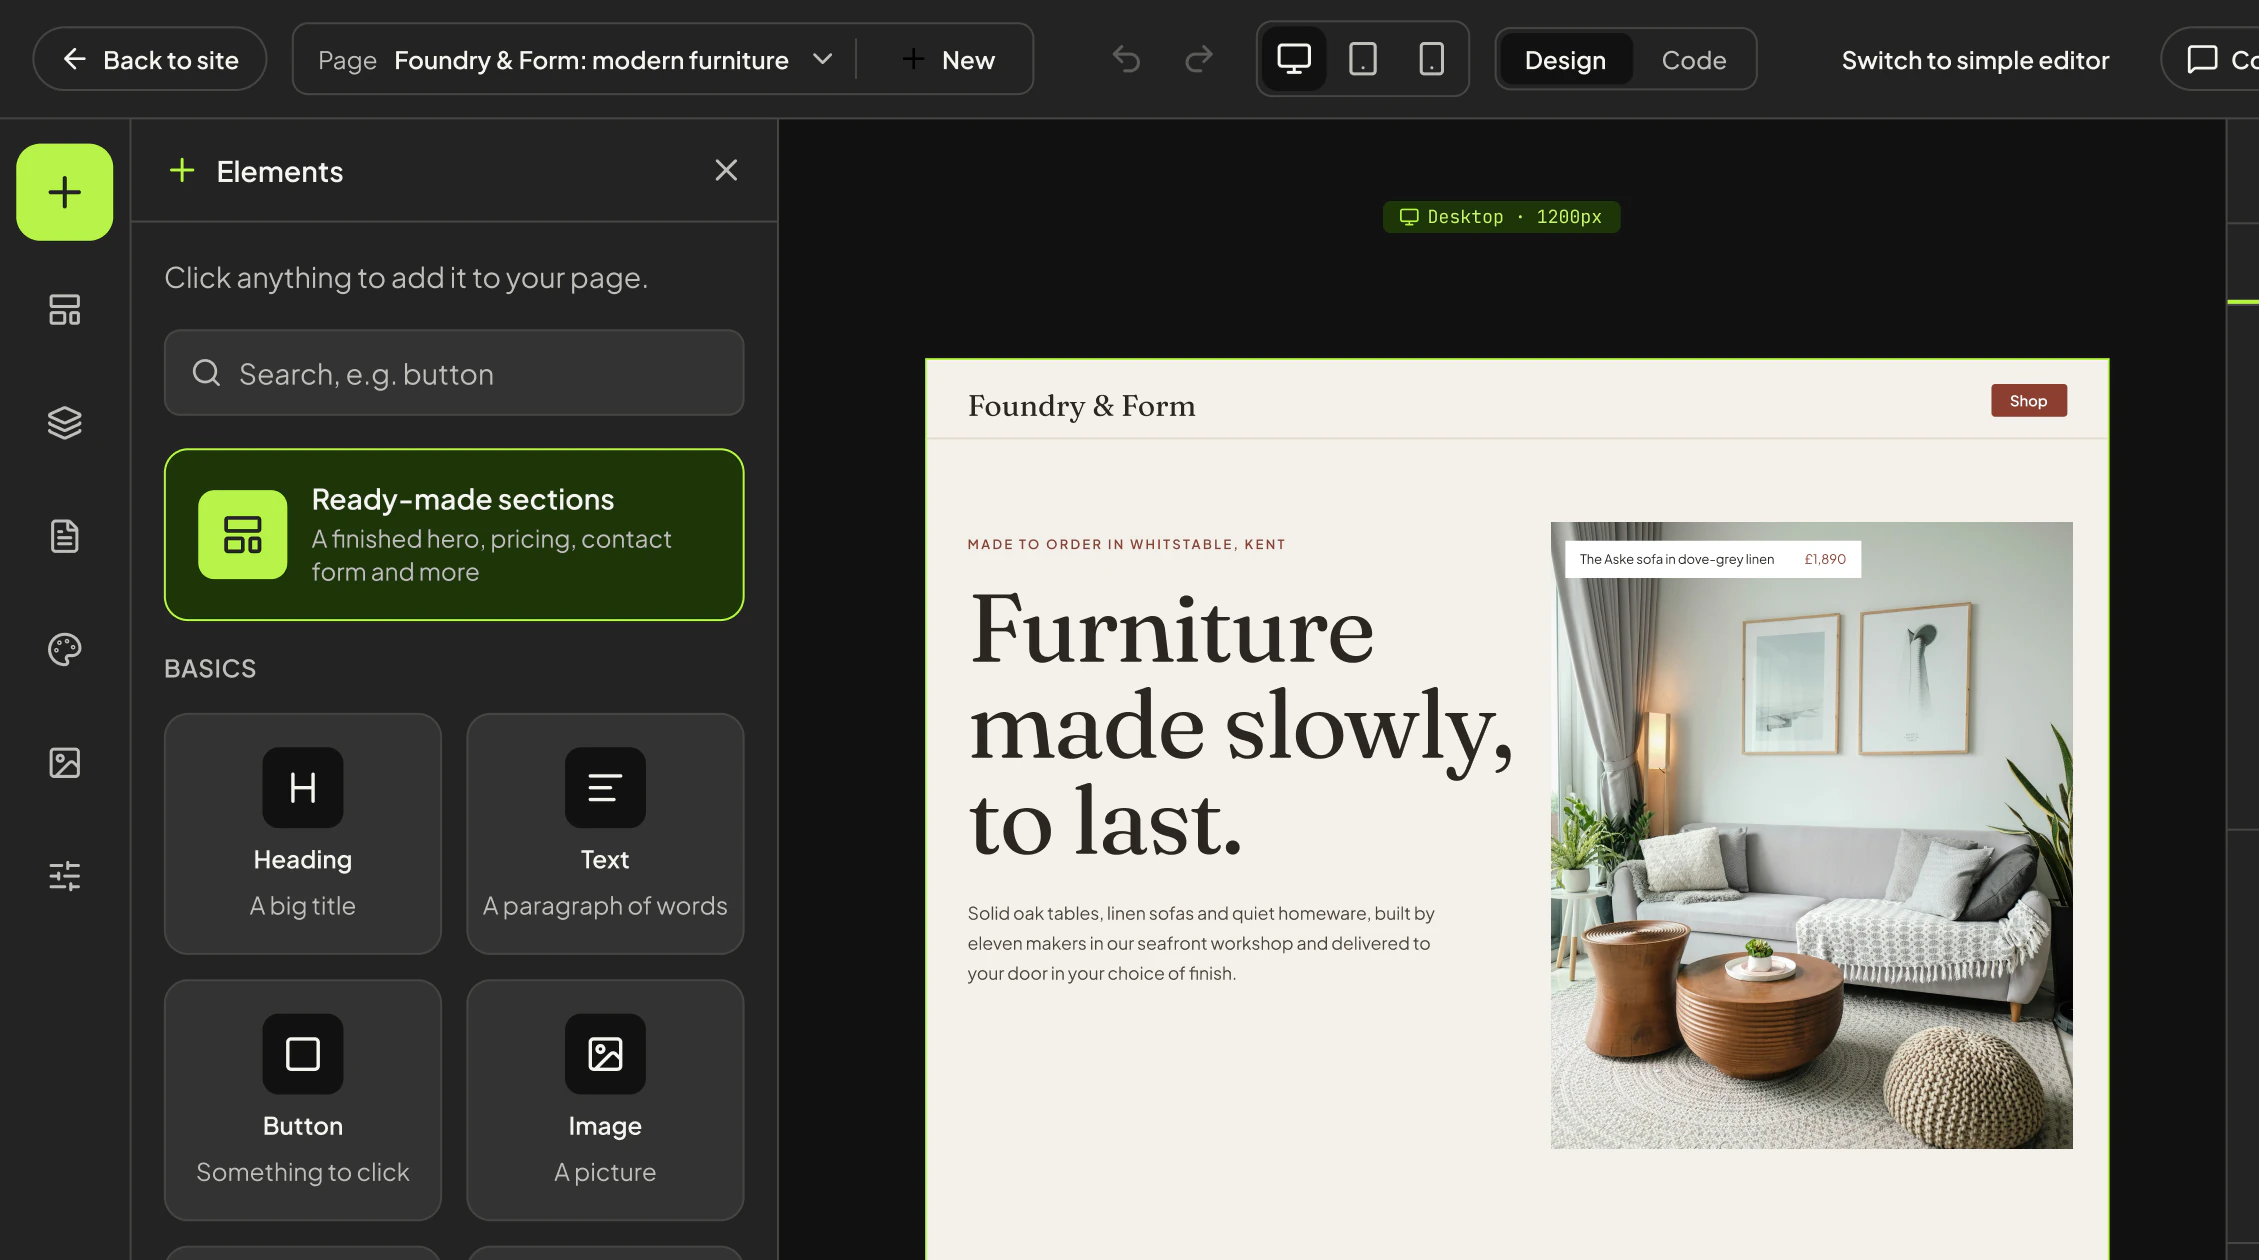 Back to site
Page Foundry & Form: modern furniture
New
Design
Code
Switch to simple editor
Elements
Click anything to add it to your page.
Search, e.g. button
Ready-made sections
A finished hero, pricing, contact
form and more
BASICS
H
Heading
A big title
Text
A paragraph of words
Button
Something to click
Image
A picture
Desktop · 1200px
Foundry & Form
Shop
MADE TO ORDER IN WHITSTABLE, KENT
Furniture
made slowly,
to last.
Solid oak tables, linen sofas and quiet homeware, built by
eleven makers in our seafront workshop and delivered to
your door in your choice of finish.
The Aske sofa in dove-grey linen £1,890